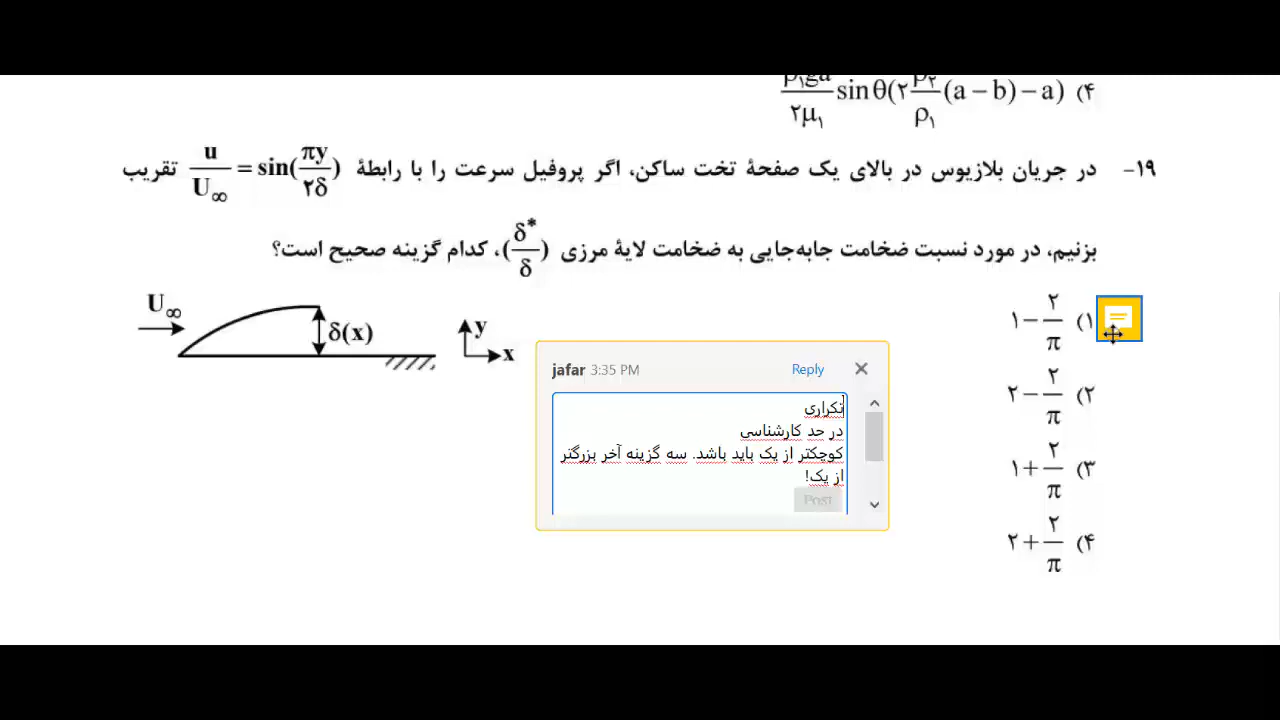 ۴) ρ₁ga/۲μ₁ sin θ(۲ρ₂/ρ₁(a − b) − a)
۱۹- در جریان بلازیوس در بالای یک صفحهٔ تخت ساکن، اگر پروفیل سرعت را با رابطهٔ u/U∞ = sin(πy/۲δ) تقریب
بزنیم، در مورد نسبت ضخامت جابه‌جایی به ضخامت لایهٔ مرزی (δ*/δ)، کدام گزینه صحیح است؟
۱) ۱ − ۲/π
۲) ۲ − ۲/π
۳) ۱ + ۲/π
۴) ۲ + ۲/π
U∞
δ(x)
y
x
jafar 3:35 PM Reply
تکراری
در حد کارشناسی
کوچکتر از یک باید باشد. سه گزینه آخر بزرگتر
از یک!
Post